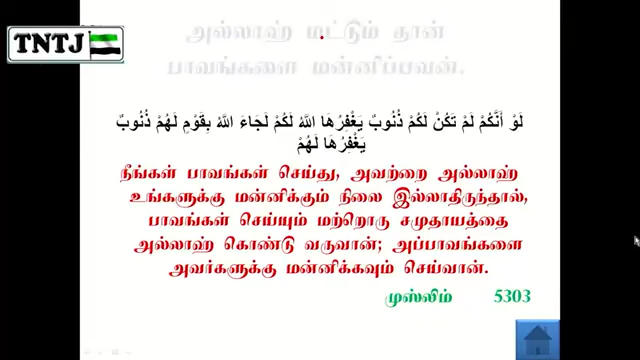 TNTJ
அல்லாஹ் மட்டும் தான்
பாவங்களை மன்னிப்பவன்.
لَوْ أَنَّكُمْ لَمْ تَكُنْ لَكُمْ ذُنُوبٌ يَغْفِرُهَا اللَّهُ لَكُمْ لَجَاءَ اللَّهُ بِقَوْمٍ لَهُمْ ذُنُوبٌ
يَغْفِرُهَا لَهُمْ
நீங்கள் பாவங்கள் செய்து, அவற்றை அல்லாஹ்
உங்களுக்கு மன்னிக்கும் நிலை இல்லாதிருந்தால்,
பாவங்கள் செய்யும் மற்றொரு சமுதாயத்தை
அல்லாஹ் கொண்டு வருவான்; அப்பாவங்களை
அவர்களுக்கு மன்னிக்கவும் செய்வான்.
முஸ்லிம் 5303